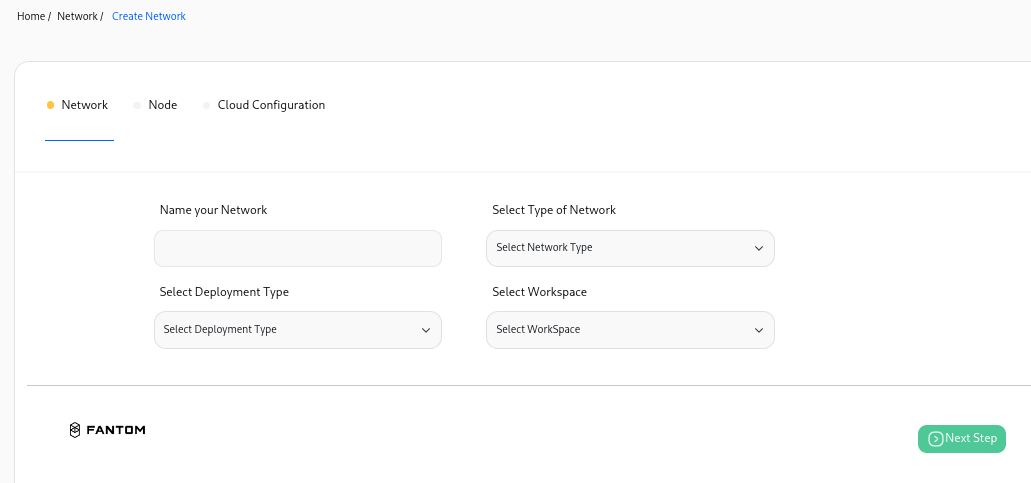 Home / Network / Create Network
Network Node Cloud Configuration
Name your Network
Select Type of Network
Select Network Type
Select Deployment Type
Select Deployment Type
Select Workspace
Select WorkSpace
FANTOM
Next Step